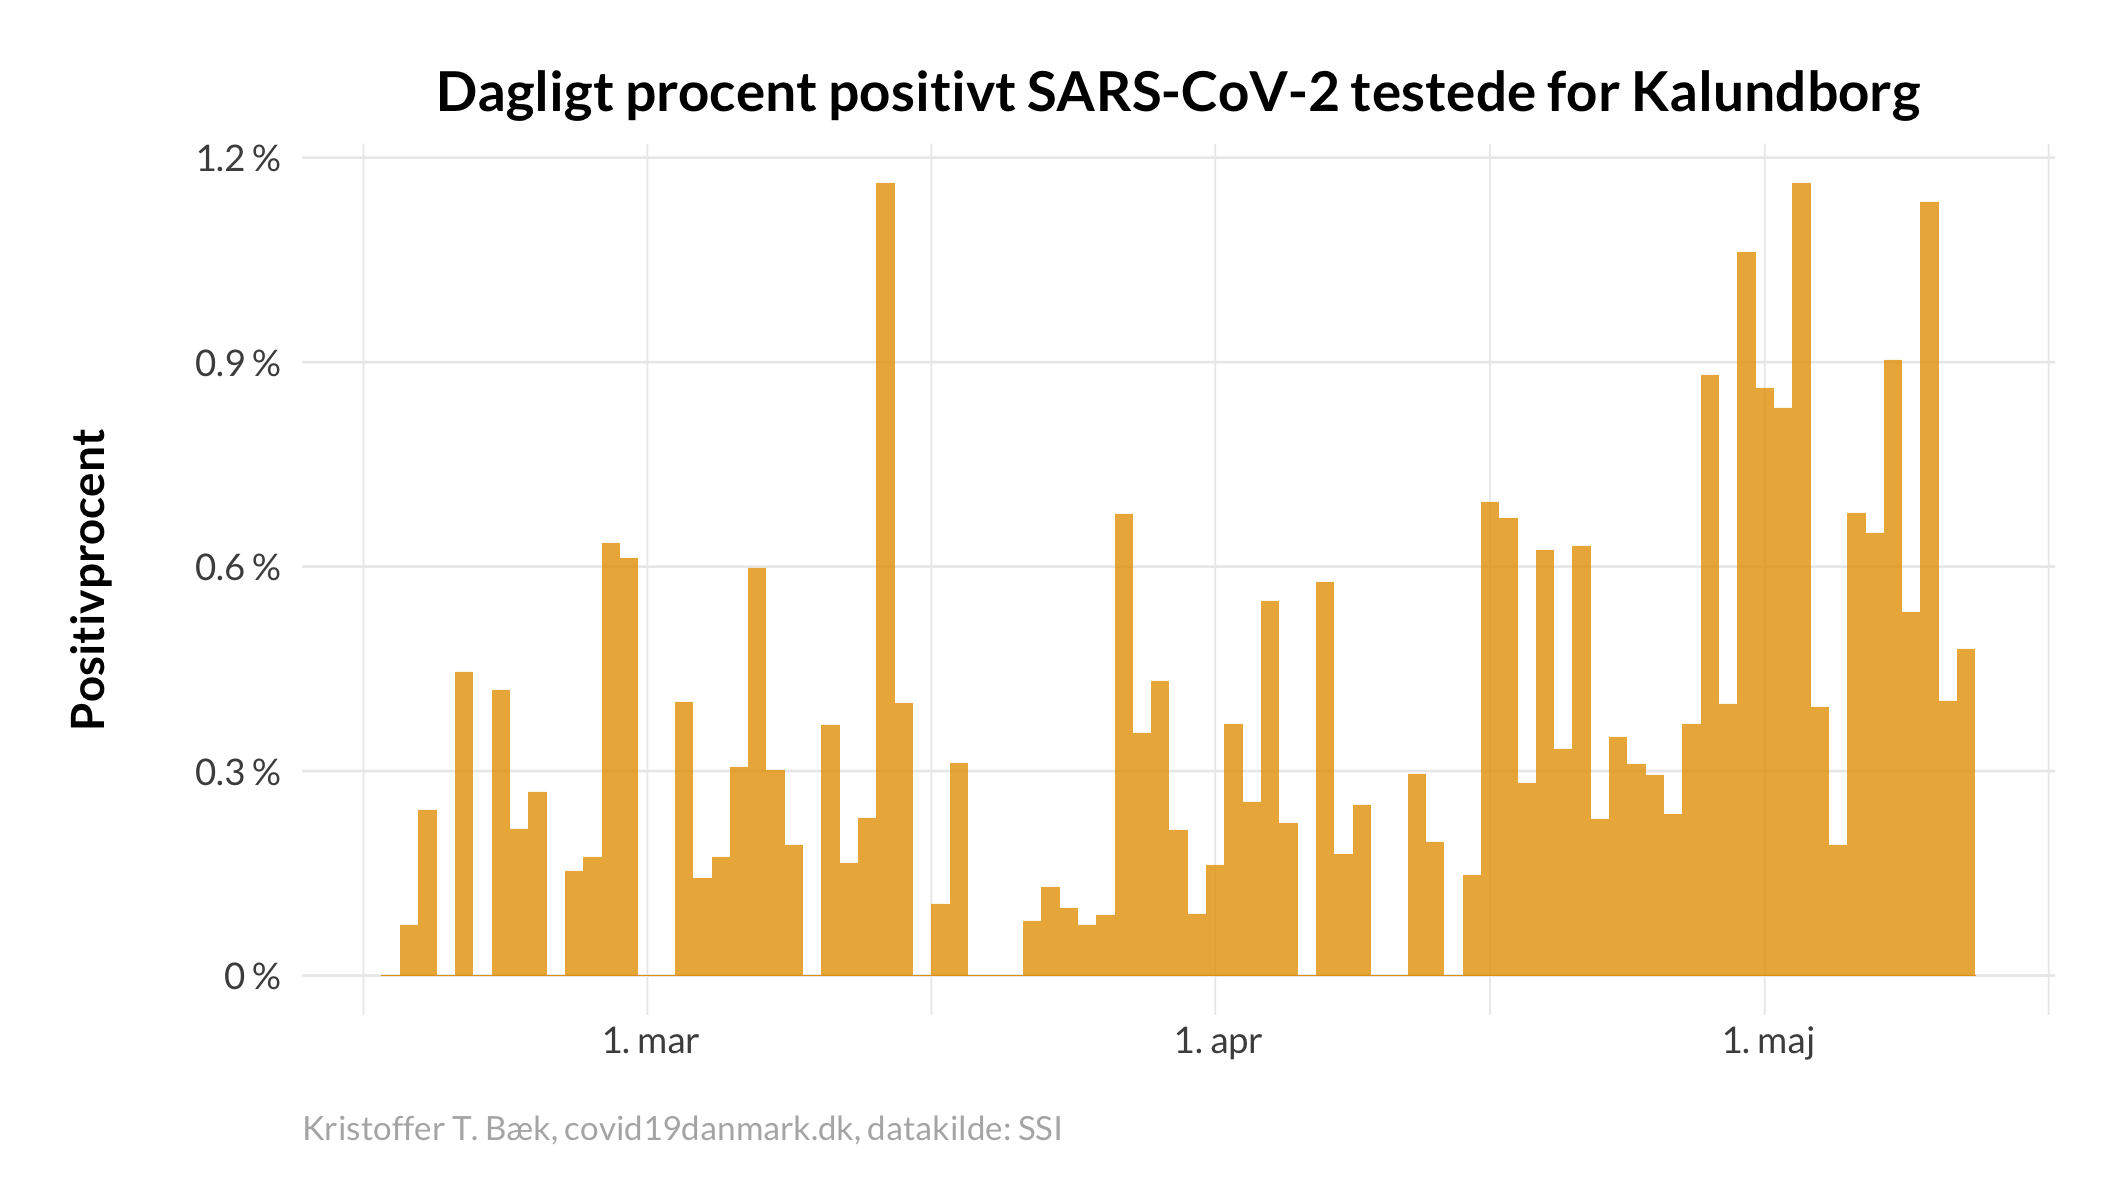 Dagligt procent positivt SARS-CoV-2 testede for Kalundborg
Positivprocent
1.2 %
0.9 %
0.6 %
0.3 %
0 %
1. mar
1. apr
1. maj
Kristoffer T. Bæk, covid19danmark.dk, datakilde: SSI